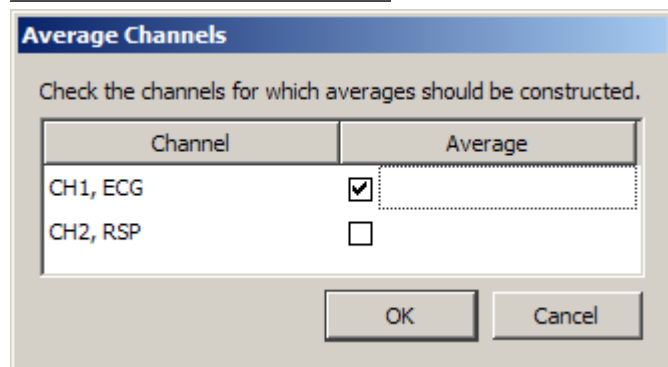 Average Channels
Check the channels for which averages should be constructed.
Channel Average
CH1, ECG
CH2, RSP
OK Cancel